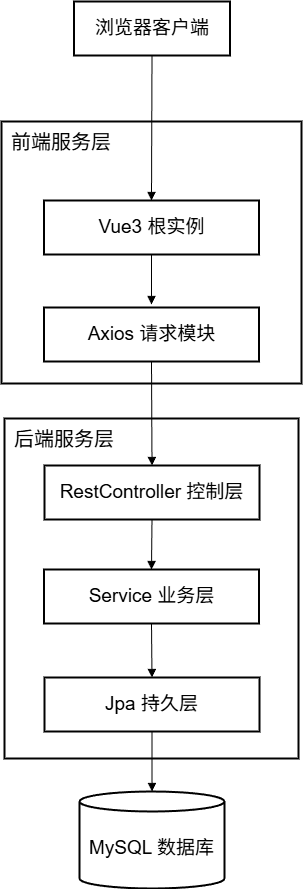 浏览器客户端
前端服务层
Vue3 根实例
Axios 请求模块
后端服务层
RestController 控制层
Service 业务层
Jpa 持久层
MySQL 数据库